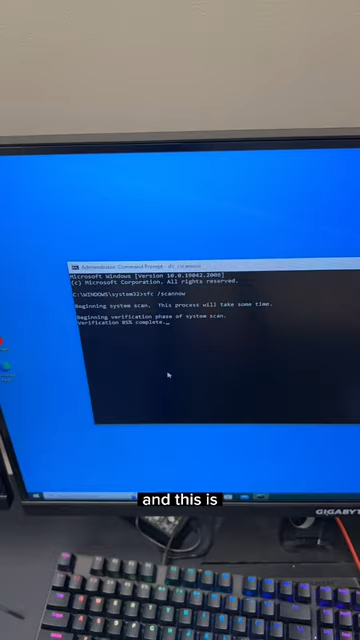 Administrator: Command Prompt - sfc /scannow
Microsoft Windows [Version 10.0.19042.2006]
(c) Microsoft Corporation. All rights reserved.
C:\WINDOWS\system32>sfc /scannow
Beginning system scan.  This process will take some time.
Beginning verification phase of system scan.
Verification 85% complete._
and this is
GIGABYT